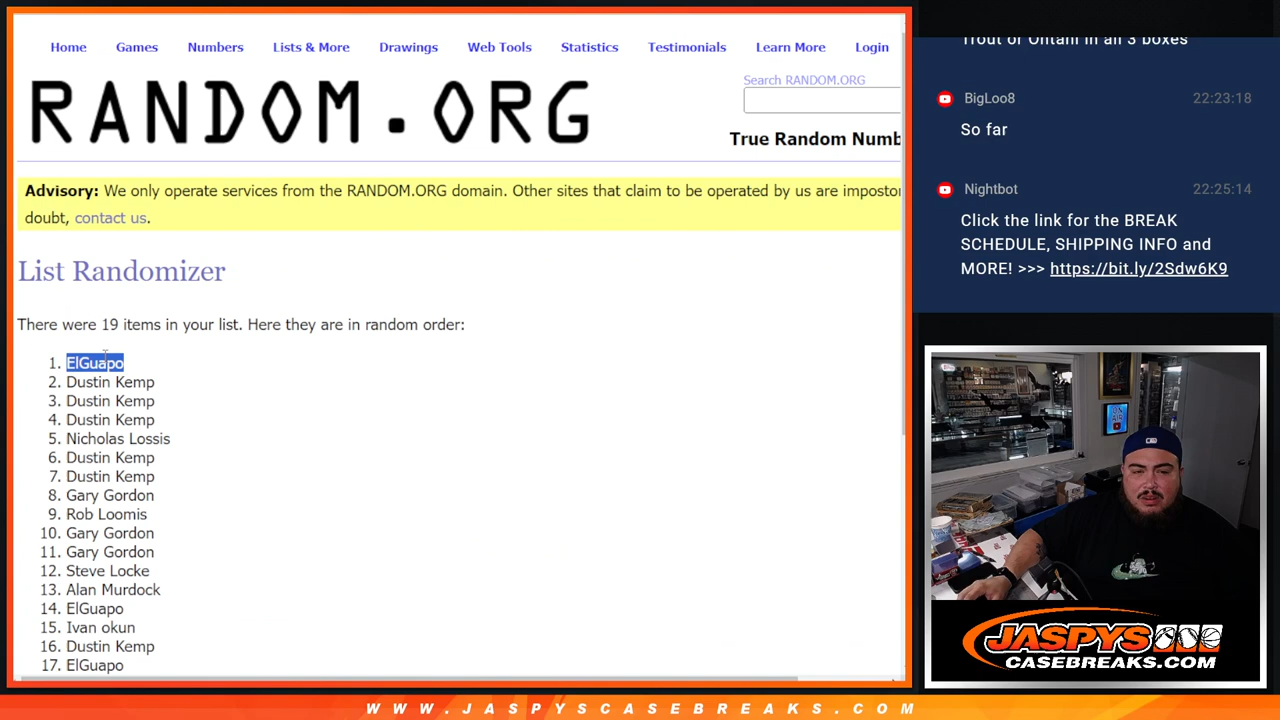 Home Games Numbers Lists & More Drawings Web Tools Statistics Testimonials Learn More Login
RANDOM.ORG
Search RANDOM.ORG
True Random Numb
Advisory: We only operate services from the RANDOM.ORG domain. Other sites that claim to be operated by us are impostor
doubt, contact us.
List Randomizer
There were 19 items in your list. Here they are in random order:
1. ElGuapo
2. Dustin Kemp
3. Dustin Kemp
4. Dustin Kemp
5. Nicholas Lossis
6. Dustin Kemp
7. Dustin Kemp
8. Gary Gordon
9. Rob Loomis
10. Gary Gordon
11. Gary Gordon
12. Steve Locke
13. Alan Murdock
14. ElGuapo
15. Ivan okun
16. Dustin Kemp
17. ElGuapo
Trout or Ohtani in all 3 boxes
BigLoo8 22:23:18
So far
Nightbot 22:25:14
Click the link for the BREAK
SCHEDULE, SHIPPING INFO and
MORE! >>> https://bit.ly/2Sdw6K9
ON
AIR
JASPYS
CASEBREAKS.COM
WWW.JASPYSCASEBREAKS.COM